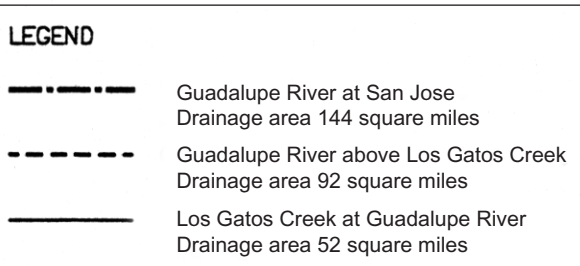 LEGEND
Guadalupe River at San Jose
Drainage area 144 square miles
Guadalupe River above Los Gatos Creek
Drainage area 92 square miles
Los Gatos Creek at Guadalupe River
Drainage area 52 square miles